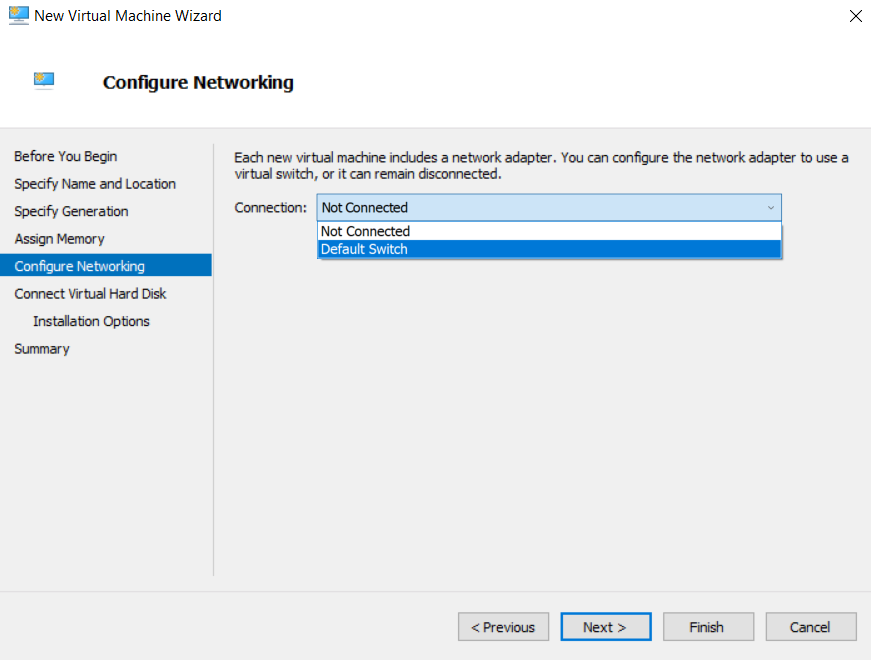 New Virtual Machine Wizard
Configure Networking
Before You Begin
Specify Name and Location
Specify Generation
Assign Memory
Configure Networking
Connect Virtual Hard Disk
Installation Options
Summary
Each new virtual machine includes a network adapter. You can configure the network adapter to use a
virtual switch, or it can remain disconnected.
Connection: Not Connected
Not Connected
Default Switch
< Previous Next > Finish Cancel